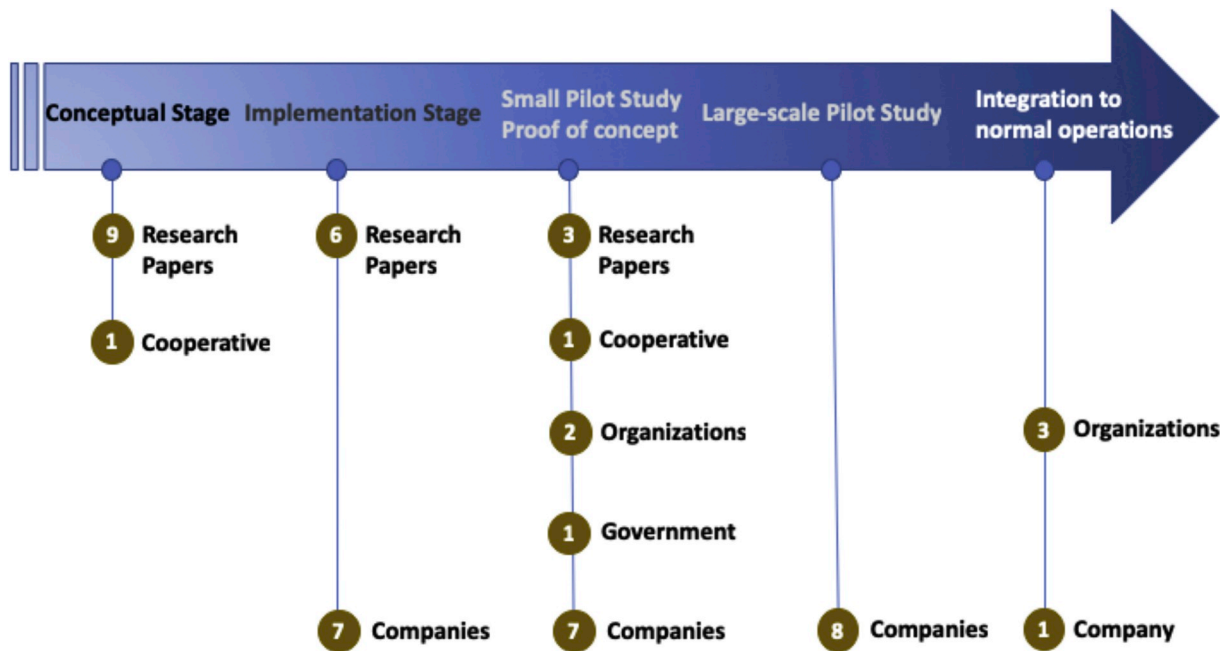 Conceptual Stage
Implementation Stage
Small Pilot Study
Proof of concept
Large-scale Pilot Study
Integration to
normal operations
9 Research
Papers
1 Cooperative
6 Research
Papers
7 Companies
3 Research
Papers
1 Cooperative
2 Organizations
1 Government
7 Companies
8 Companies
3 Organizations
1 Company